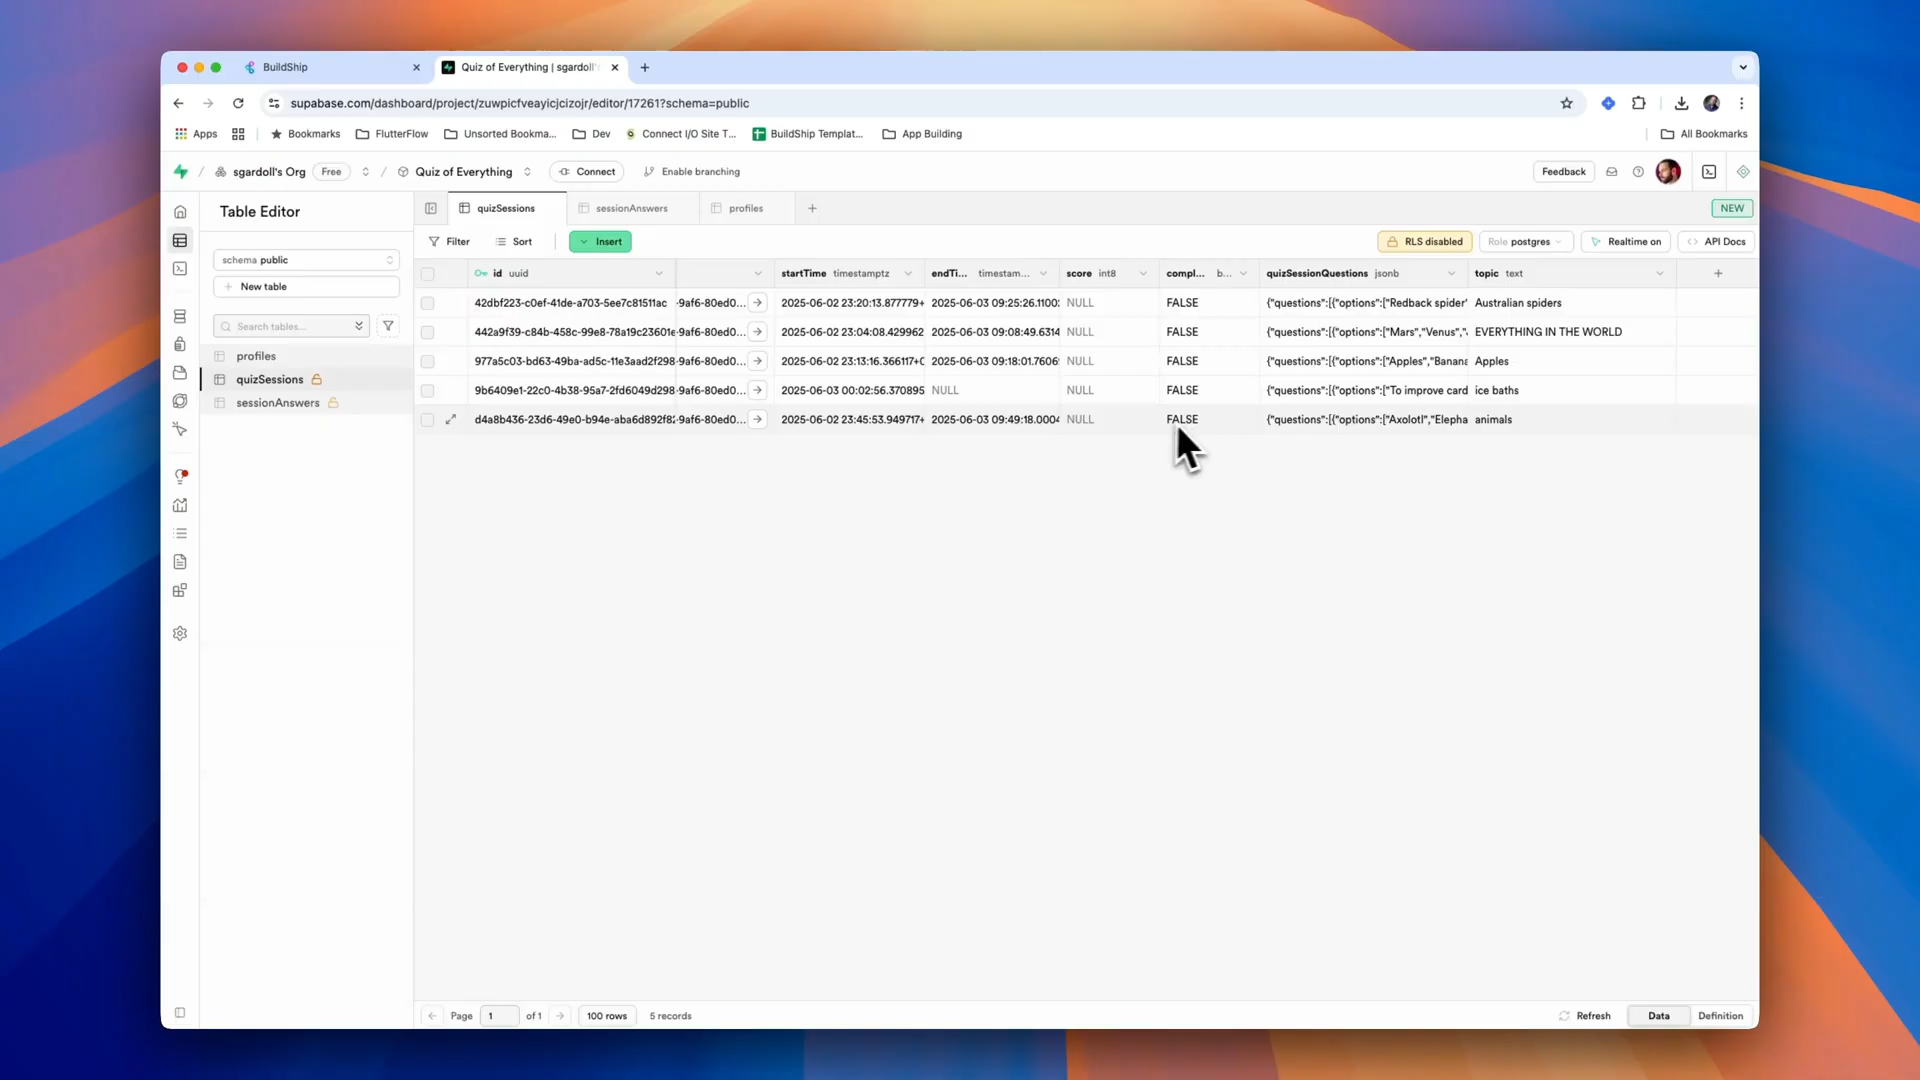 BuildShip
Quiz of Everything | sgardoll'
supabase.com/dashboard/project/zuwpicfveayicjcizojr/editor/17261?schema=public
Apps
Bookmarks
FlutterFlow
Unsorted Bookma...
Dev
Connect I/O Site T...
BuildShip Templat...
App Building
All Bookmarks
sgardoll's Org Free
Quiz of Everything
Connect
Enable branching
Feedback
Table Editor
quizSessions
sessionAnswers
profiles
NEW
Filter
Sort
Insert
RLS disabled
Role postgres
Realtime on
API Docs
schema public
New table
Search tables...
profiles
quizSessions
sessionAnswers
id uuid startTime timestamptz endTi... timestam... score int8 compl... b... quizSessionQuestions jsonb topic text
42dbf223-c0ef-41de-a703-5ee7c81511ac -9af6-80ed0... 2025-06-02 23:20:13.877779+ 2025-06-03 09:25:26.1100 NULL FALSE {"questions":[{"options":["Redback spider" Australian spiders
442a9f39-c84b-458c-99e8-78a19c23601e -9af6-80ed0... 2025-06-02 23:04:08.429962 2025-06-03 09:08:49.6314 NULL FALSE {"questions":[{"options":["Mars","Venus"," EVERYTHING IN THE WORLD
977a5c03-bd63-49ba-ad5c-11e3aad2f298 -9af6-80ed0... 2025-06-02 23:13:16.366117+0 2025-06-03 09:18:01.7606 NULL FALSE {"questions":[{"options":["Apples","Banana Apples
9b6409e1-22c0-4b38-95a7-2fd6049d298 -9af6-80ed0... 2025-06-03 00:02:56.370895 NULL NULL FALSE {"questions":[{"options":["To improve card ice baths
d4a8b436-23d6-49e0-b94e-aba6d892f8 -9af6-80ed0... 2025-06-02 23:45:53.949717+ 2025-06-03 09:49:18.0004 NULL FALSE {"questions":[{"options":["Axolotl","Elepha animals
Page 1 of 1
100 rows
5 records
Refresh
Data
Definition